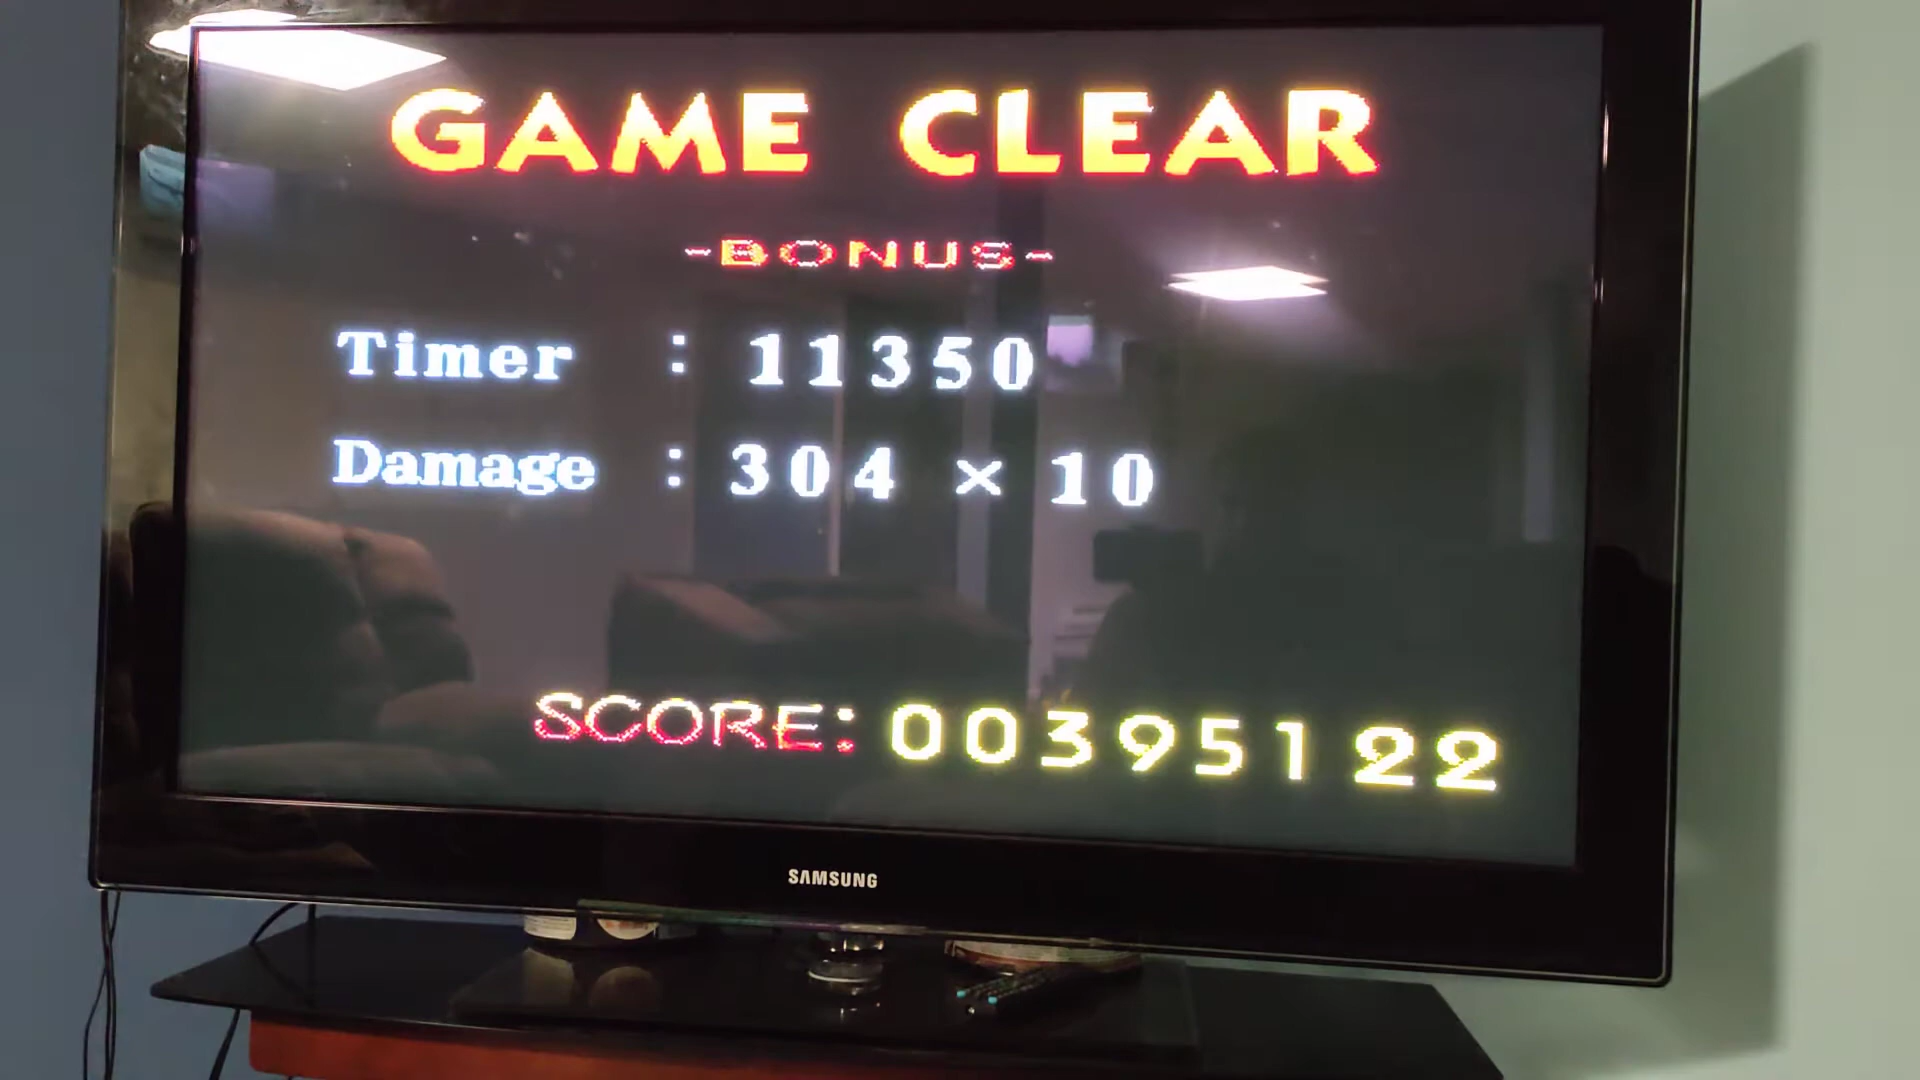 GAME CLEAR
-BONUS-
Timer : 11350
Damage : 304 × 10
SCORE: 00395122
SAMSUNG